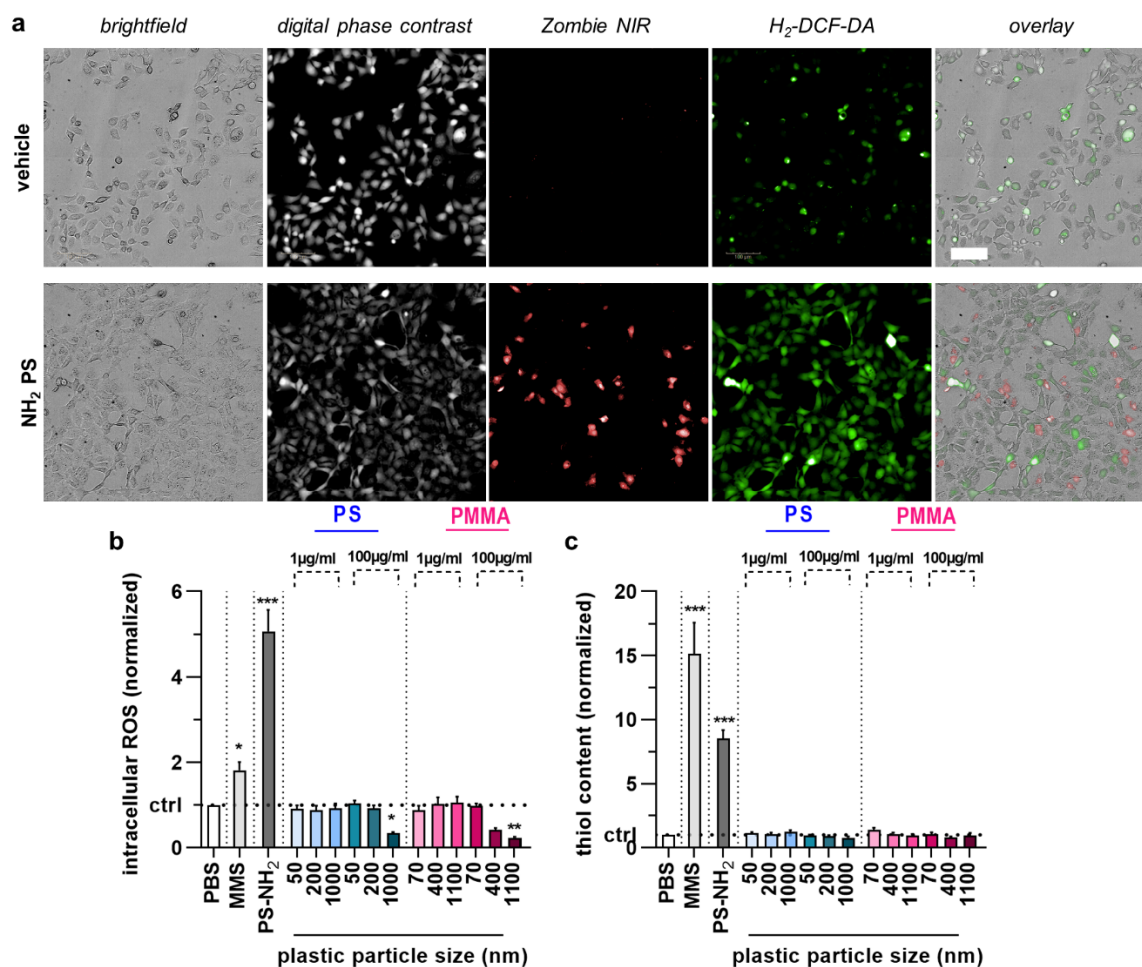 a
brightfield
digital phase contrast
Zombie NIR
H₂-DCF-DA
overlay
vehicle
100 µm
NH₂ PS
PS
PMMA
PS
PMMA
b
1µg/ml
100µg/ml
1µg/ml
100µg/ml
intracellular ROS (normalized)
6
4
2
ctrl
0
*
***
*
**
PBS
MMS
PS-NH₂
50
200
1000
50
200
1000
70
400
1100
70
400
1100
plastic particle size (nm)
c
1µg/ml
100µg/ml
1µg/ml
100µg/ml
thiol content (normalized)
20
15
10
5
ctrl
0
***
***
PBS
MMS
PS-NH₂
50
200
1000
50
200
1000
70
400
1100
70
400
1100
plastic particle size (nm)